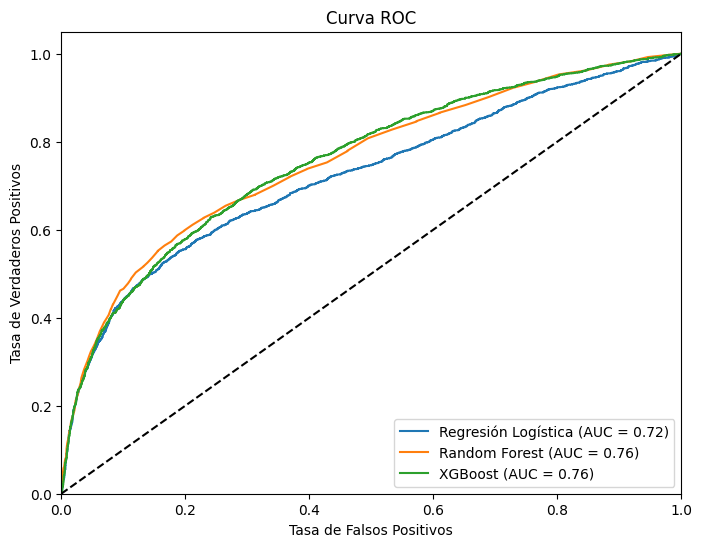 Curva ROC
Tasa de Verdaderos Positivos
1.0
0.8
0.6
0.4
0.2
0.0
0.0 0.2 0.4 0.6 0.8 1.0
Tasa de Falsos Positivos
Regresión Logística (AUC = 0.72)
Random Forest (AUC = 0.76)
XGBoost (AUC = 0.76)